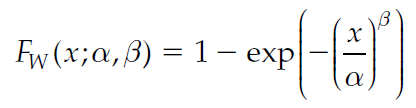 F_W(x;α,β) = 1 − exp(−(x/α)^β)